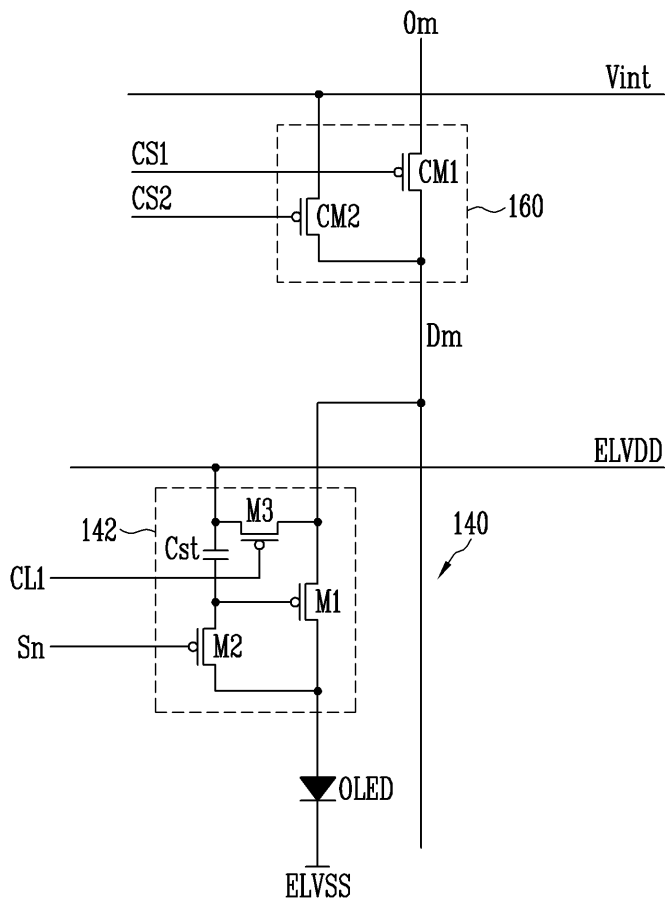 Om
Vint
CS1
CM1
CS2
CM2
160
Dm
ELVDD
M3
142
140
Cst
CL1
M1
Sn
M2
OLED
ELVSS